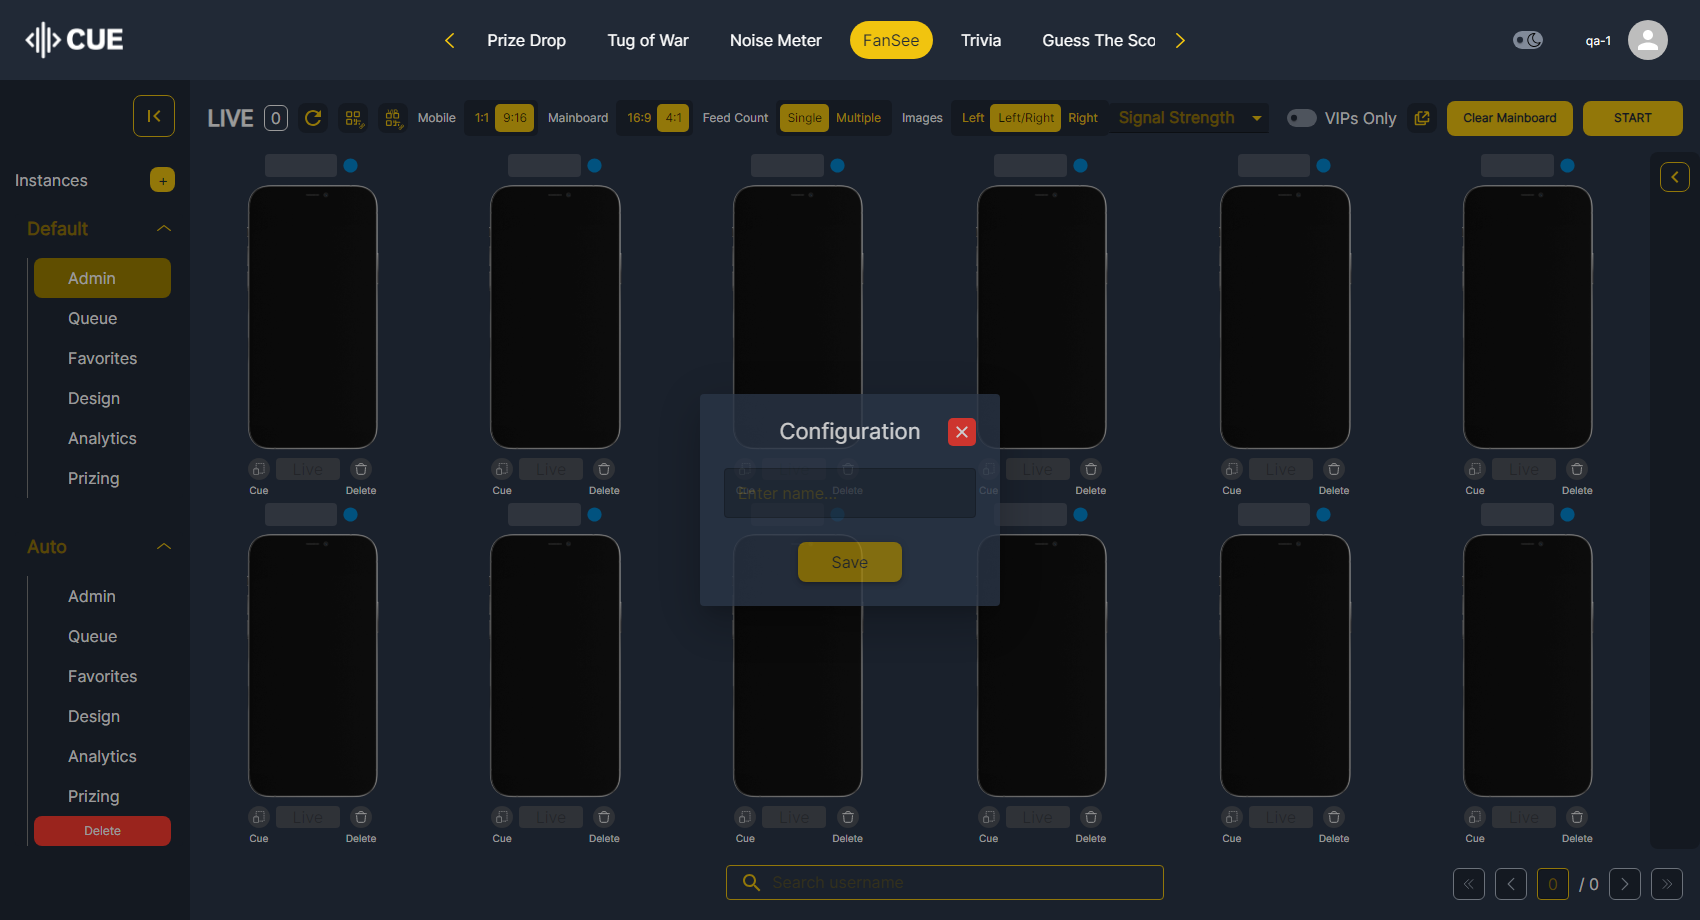 CUE
Prize Drop Tug of War Noise Meter FanSee Trivia Guess The Sco
qa-1
LIVE 0 Mobile 1:1 9:16 Mainboard 16:9 4:1 Feed Count Single Multiple Images Left Left/Right Right Signal Strength VIPs Only Clear Mainboard START
Instances +
Default
Admin
Queue
Favorites
Design
Analytics
Prizing
Auto
Admin
Queue
Favorites
Design
Analytics
Prizing
Delete
Live Live Live Live Live
Cue Delete Cue Delete Cue Delete Cue Delete Cue Delete Cue Delete
Configuration
Enter name...
Save
Live Live Live Live Live Live
Cue Delete Cue Delete Cue Delete Cue Delete Cue Delete Cue Delete
Search username
0 / 0